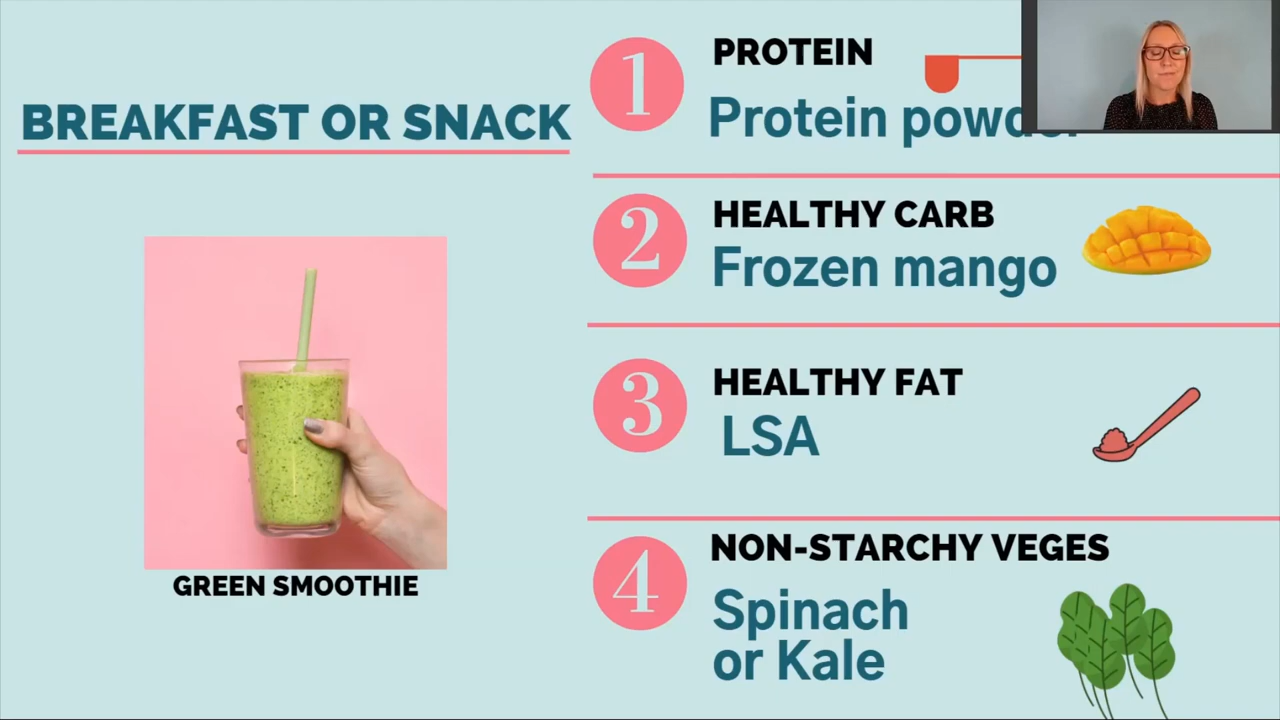 BREAKFAST OR SNACK
GREEN SMOOTHIE
1
PROTEIN
Protein powder
2
HEALTHY CARB
Frozen mango
3
HEALTHY FAT
LSA
4
NON-STARCHY VEGES
Spinach
or Kale